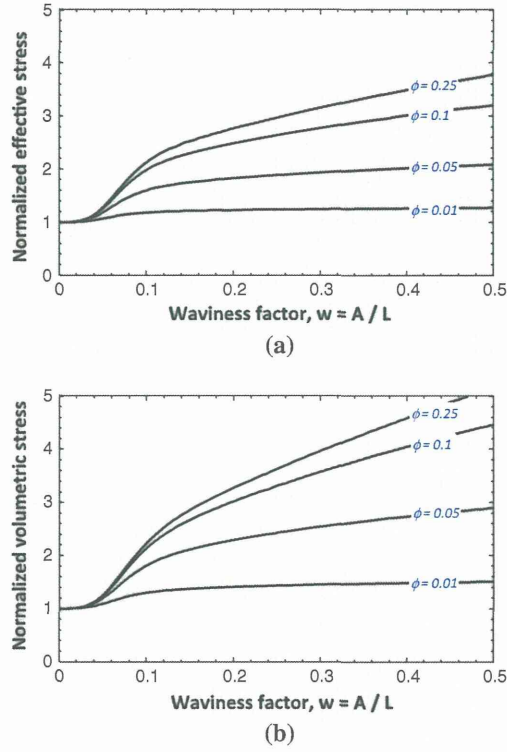 5
4
3
2
1
0
Normalized effective stress
ϕ= 0.25
ϕ= 0.1
ϕ= 0.05
ϕ= 0.01
0 0.1 0.2 0.3 0.4 0.5
Waviness factor, w = A / L
(a)
5
4
3
2
1
0
Normalized volumetric stress
ϕ= 0.25
ϕ= 0.1
ϕ= 0.05
ϕ= 0.01
0 0.1 0.2 0.3 0.4 0.5
Waviness factor, w = A / L
(b)